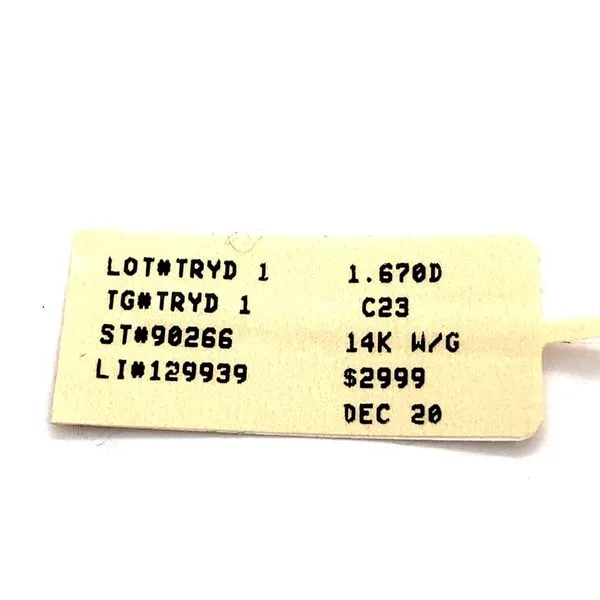 LOT#TRYD 1
TG#TRYD 1
ST#90266
LI#129939
1.670D
C23
14K W/G
$2999
DEC 20